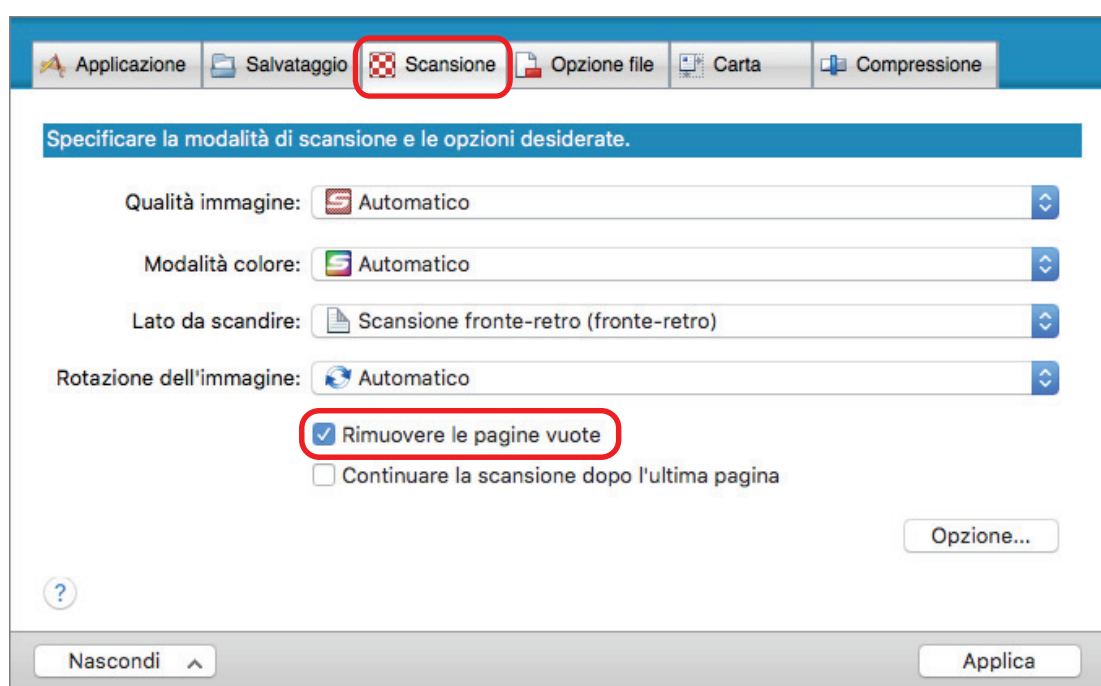 Applicazione Salvataggio Scansione Opzione file Carta Compressione
Specificare la modalità di scansione e le opzioni desiderate.
Qualità immagine: Automatico
Modalità colore: Automatico
Lato da scandire: Scansione fronte-retro (fronte-retro)
Rotazione dell'immagine: Automatico
Rimuovere le pagine vuote
Continuare la scansione dopo l'ultima pagina
Opzione...
?
Nascondi Applica